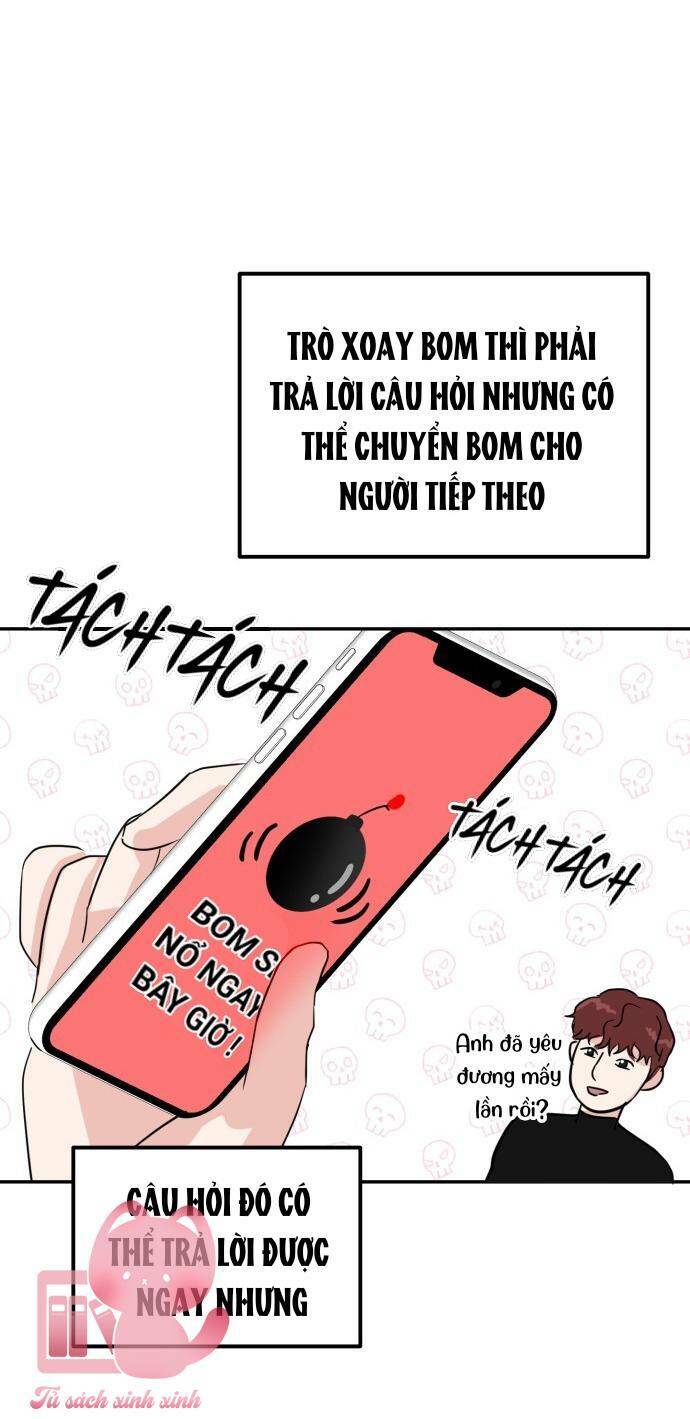 TRÒ XOAY BOM THÌ PHẢI
TRẢ LỜI CÂU HỎI NHƯNG CÓ
THỂ CHUYỂN BOM CHO
NGƯỜI TIẾP THEO
TÁCH TÁCH
TÁCH TÁCH
BOM S
NỔ NGAY
BÂY GIỜ!
Anh đã yêu
đương mấy
lần rồi?
CÂU HỎI ĐÓ CÓ
THỂ TRẢ LỜI ĐƯỢC
NGAY NHƯNG
Tủ sách xinh xinh